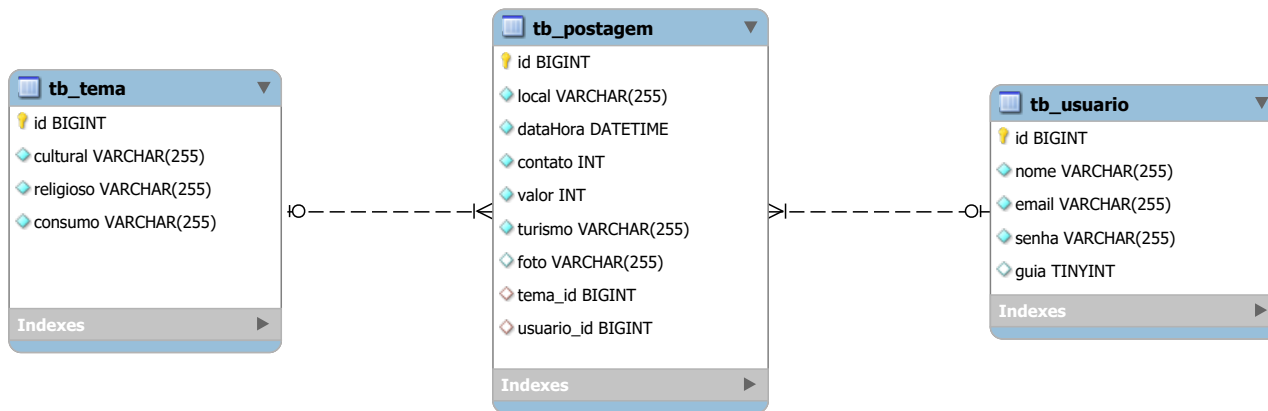 tb_tema
id BIGINT
cultural VARCHAR(255)
religioso VARCHAR(255)
consumo VARCHAR(255)
Indexes
tb_postagem
id BIGINT
local VARCHAR(255)
dataHora DATETIME
contato INT
valor INT
turismo VARCHAR(255)
foto VARCHAR(255)
tema_id BIGINT
usuario_id BIGINT
Indexes
tb_usuario
id BIGINT
nome VARCHAR(255)
email VARCHAR(255)
senha VARCHAR(255)
guia TINYINT
Indexes